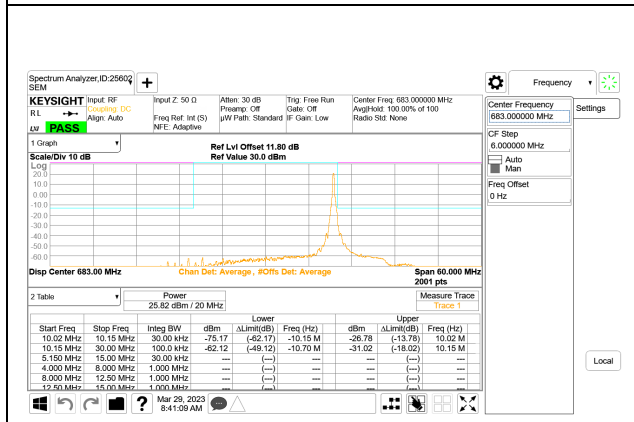 Spectrum Analyzer,ID:25602
SEM
Frequency
KEYSIGHT
Input: RF
Coupling: DC
Align: Auto
Input Z: 50 Ω
Freq Ref: Int (S)
NFE: Adaptive
Atten: 30 dB
Preamp: Off
µW Path: Standard
Trig: Free Run
Gate: Off
IF Gain: Low
Center Freq: 683.000000 MHz
Avg|Hold: 100.00% of 100
Radio Std: None
R L
PASS
Center Frequency
683.000000 MHz
Settings
CF Step
6.000000 MHz
Auto
Man
Freq Offset
0 Hz
Local
1 Graph
Ref Lvl Offset 11.80 dB
Scale/Div 10 dB
Ref Value 30.0 dBm
Log
20.0
10.0
0.00
-10.0
-20.0
-30.0
-40.0
-50.0
-60.0
Disp Center 683.00 MHz
Chan Det: Average, #Offs Det: Average
Span 60.000 MHz
2001 pts
2 Table
Power
25.82 dBm / 20 MHz
Measure Trace
Trace 1
Lower Upper
Start Freq Stop Freq Integ BW dBm ΔLimit(dB) Freq (Hz) dBm ΔLimit(dB) Freq (Hz)
10.02 MHz 10.15 MHz 30.00 kHz -75.17 (-62.17) -10.15 M -26.78 (-13.78) 10.02 M
10.15 MHz 30.00 MHz 100.0 kHz -62.12 (-49.12) -10.70 M -31.02 (-18.02) 10.15 M
5.150 MHz 15.00 MHz 30.00 kHz --- (---) --- (---)
4.000 MHz 8.000 MHz 1.000 MHz --- (---) --- (---)
8.000 MHz 12.50 MHz 1.000 MHz --- (---) --- (---)
12.50 MHz 15.00 MHz 1.000 MHz --- (---) --- (---)
Mar 29, 2023
8:41:09 AM